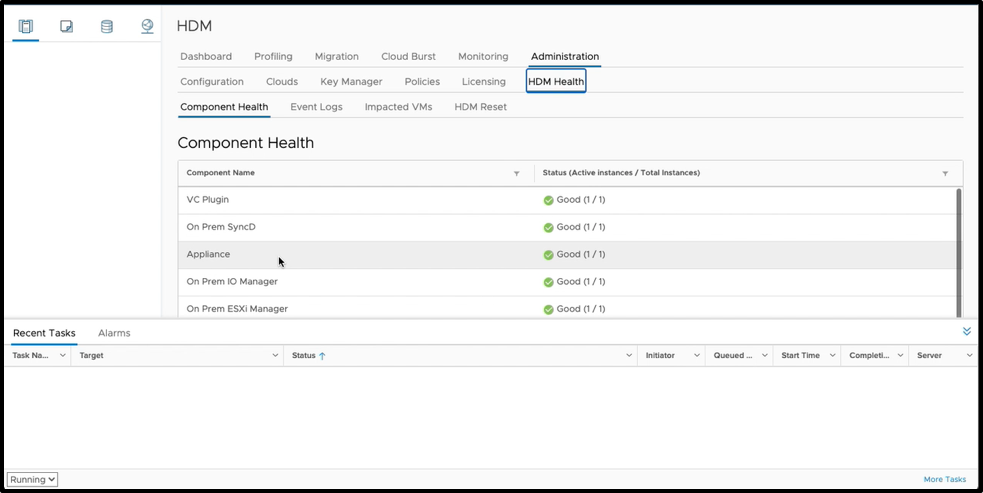 HDM
Dashboard Profiling Migration Cloud Burst Monitoring Administration
Configuration Clouds Key Manager Policies Licensing HDM Health
Component Health Event Logs Impacted VMs HDM Reset
Component Health
Component Name Status (Active instances / Total Instances)
VC Plugin Good (1 / 1)
On Prem SyncD Good (1 / 1)
Appliance Good (1 / 1)
On Prem IO Manager Good (1 / 1)
On Prem ESXi Manager Good (1 / 1)
Recent Tasks Alarms
Task Na... Target Status Initiator Queued ... Start Time Completi... Server
Running More Tasks